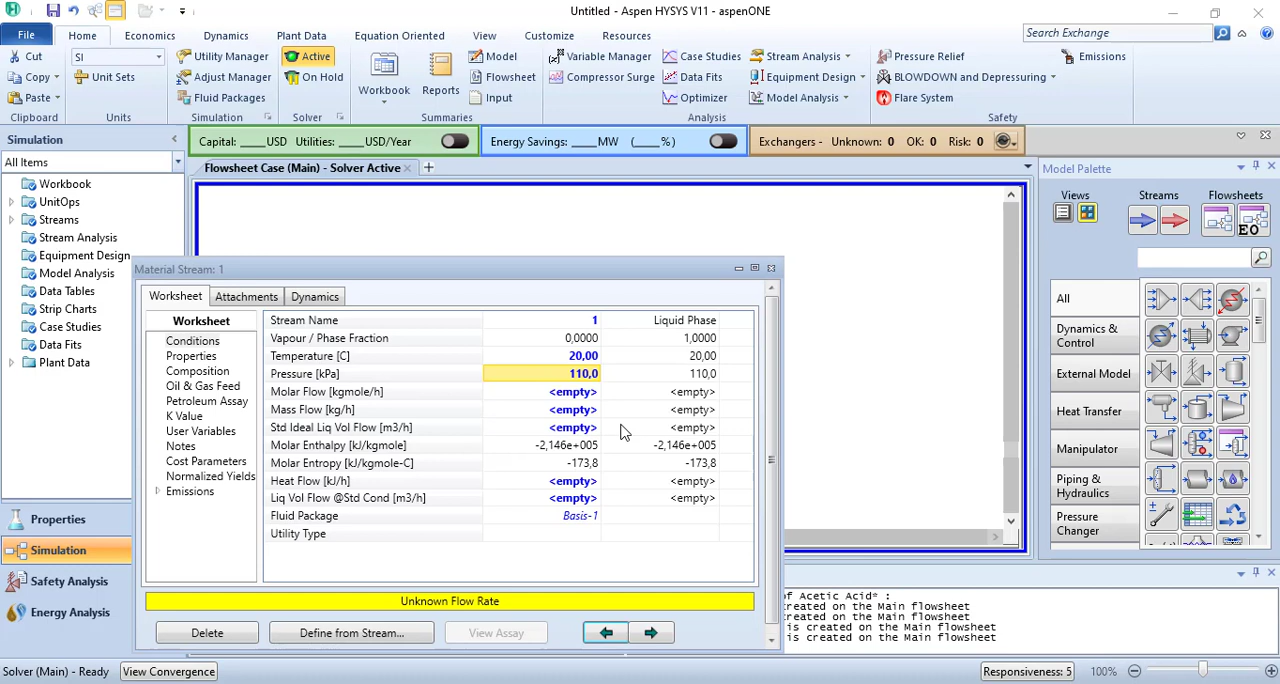 Untitled - Aspen HYSYS V11 - aspenONE
File Home Economics Dynamics Plant Data Equation Oriented View Customize Resources Search Exchange
Cut SI Utility Manager Active Model Variable Manager Case Studies Stream Analysis Pressure Relief Emissions
Copy Unit Sets Adjust Manager On Hold Workbook Reports Flowsheet Compressor Surge Data Fits Equipment Design BLOWDOWN and Depressuring
Paste Fluid Packages Input Optimizer Model Analysis Flare System
Clipboard Units Simulation Solver Summaries Analysis Safety
Simulation Capital: ____USD Utilities: ____USD/Year Energy Savings: ____MW (____%) Exchangers - Unknown: 0 OK: 0 Risk: 0
All Items
Flowsheet Case (Main) - Solver Active
Workbook
UnitOps
Streams
Stream Analysis
Equipment Design
Model Analysis
Data Tables
Strip Charts
Case Studies
Data Fits
Plant Data
Properties
Simulation
Safety Analysis
Energy Analysis
Material Stream: 1
Worksheet Attachments Dynamics
Worksheet
Conditions
Properties
Composition
Oil & Gas Feed
Petroleum Assay
K Value
User Variables
Notes
Cost Parameters
Normalized Yields
Emissions
Stream Name 1 Liquid Phase
Vapour / Phase Fraction 0,0000 1,0000
Temperature [C] 20,00 20,00
Pressure [kPa] 110,0 110,0
Molar Flow [kgmole/h] <empty> <empty>
Mass Flow [kg/h] <empty> <empty>
Std Ideal Liq Vol Flow [m3/h] <empty> <empty>
Molar Enthalpy [kJ/kgmole] -2,146e+005 -2,146e+005
Molar Entropy [kJ/kgmole-C] -173,8 -173,8
Heat Flow [kJ/h] <empty> <empty>
Liq Vol Flow @Std Cond [m3/h] <empty> <empty>
Fluid Package Basis-1
Utility Type
Unknown Flow Rate
Delete Define from Stream... View Assay
Model Palette
Views Streams Flowsheets
EO
All
Dynamics & Control
External Model
Heat Transfer
Manipulator
Piping & Hydraulics
Pressure Changer
of Acetic Acid* :
created on the Main flowsheet
created on the Main flowsheet
is created on the Main flowsheet
is created on the Main flowsheet
Solver (Main) - Ready View Convergence Responsiveness: 5 100%